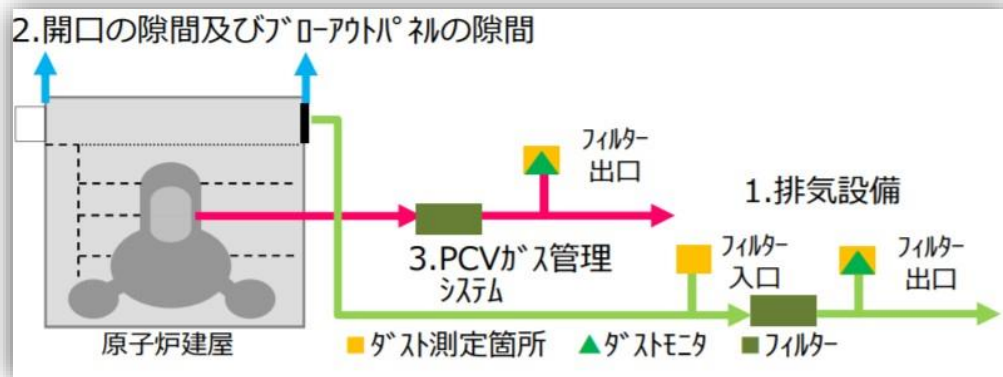 2.開口の隙間及びﾌﾞﾛｰｱｳﾄﾊﾟﾈﾙの隙間
フィルター
出口
1.排気設備
3.PCVｶﾞｽ管理
システム
フィルター
入口
フィルター
出口
原子炉建屋
ﾀﾞｽﾄ測定箇所
ﾀﾞｽﾄﾓﾆﾀ
フィルター